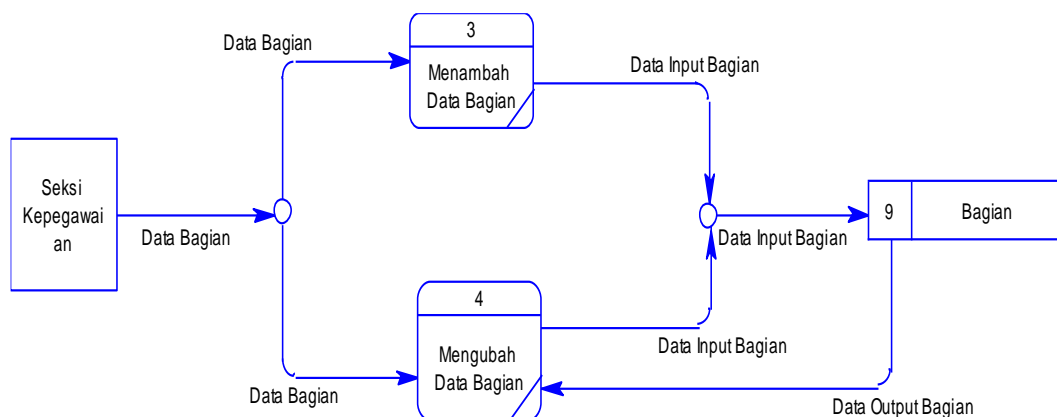 3
Data Bagian
Menambah
Data Bagian
Data Input Bagian
Seksi
Kepegawai
an
Data Bagian
9
Bagian
Data Input Bagian
4
Mengubah
Data Bagian
Data Input Bagian
Data Bagian
Data Output Bagian